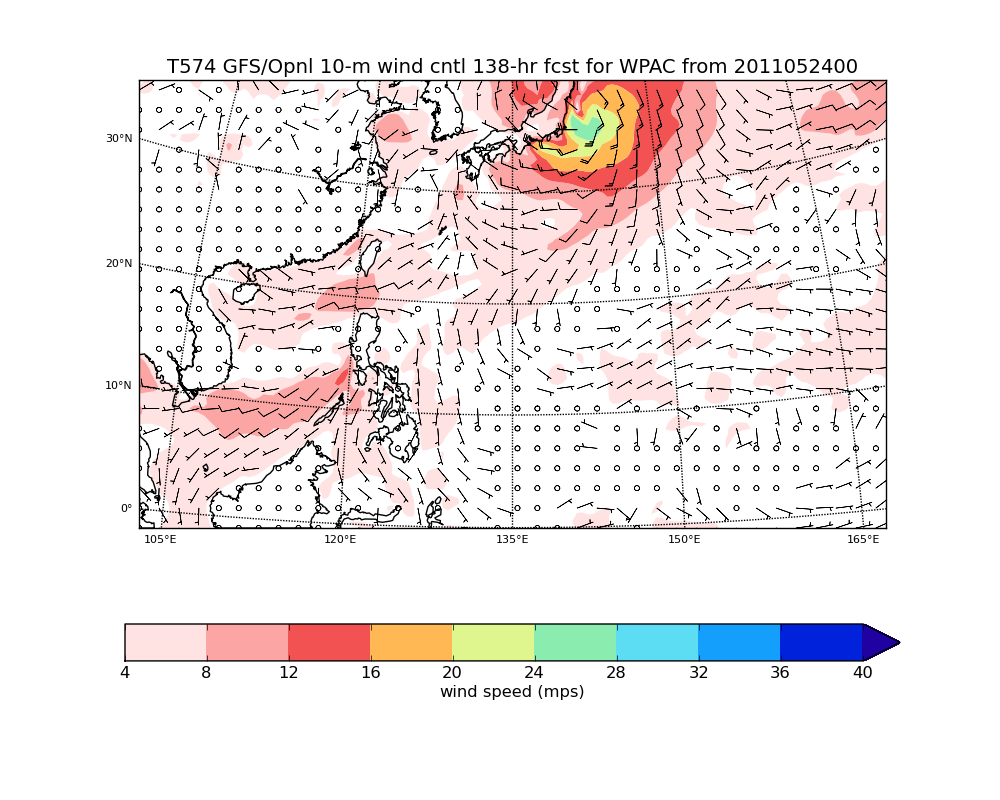 T574 GFS/Opnl 10-m wind cntl 138-hr fcst for WPAC from 2011052400
30°N
20°N
10°N
0°
105°E 120°E 135°E 150°E 165°E
4 8 12 16 20 24 28 32 36 40
wind speed (mps)